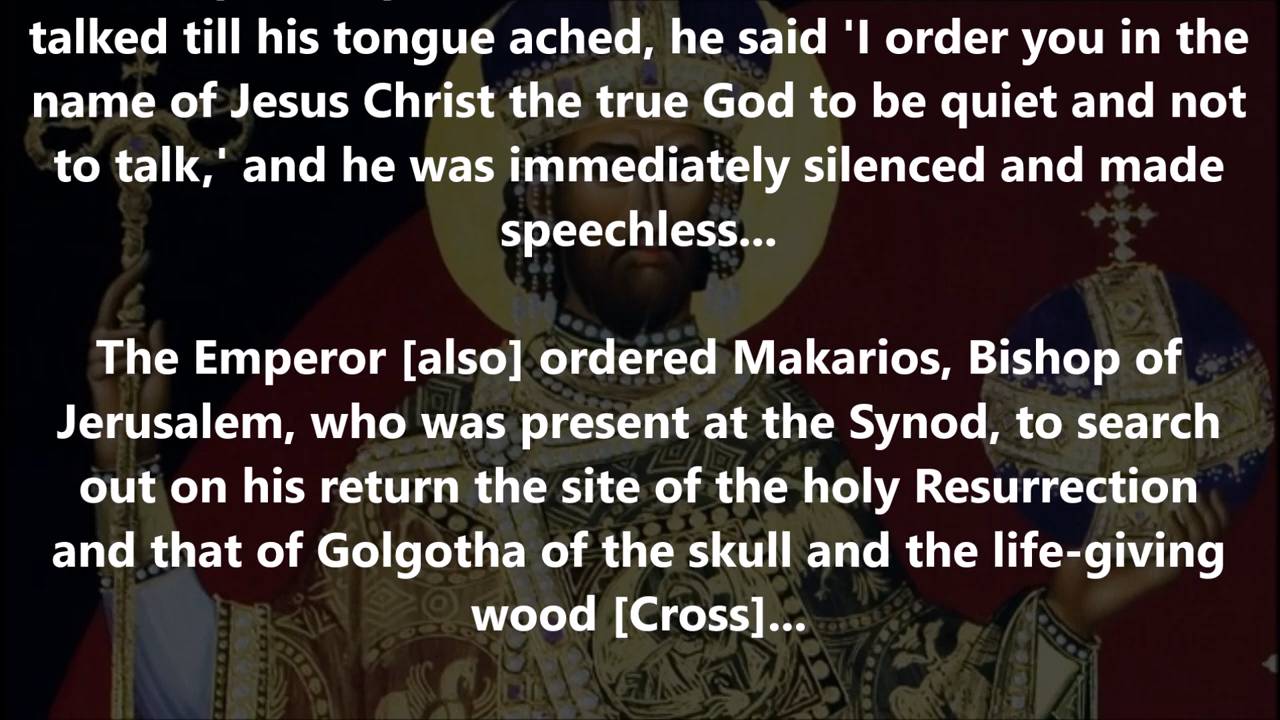 talked till his tongue ached, he said 'I order you in the
name of Jesus Christ the true God to be quiet and not
to talk,' and he was immediately silenced and made
speechless...
The Emperor [also] ordered Makarios, Bishop of
Jerusalem, who was present at the Synod, to search
out on his return the site of the holy Resurrection
and that of Golgotha of the skull and the life-giving
wood [Cross]...